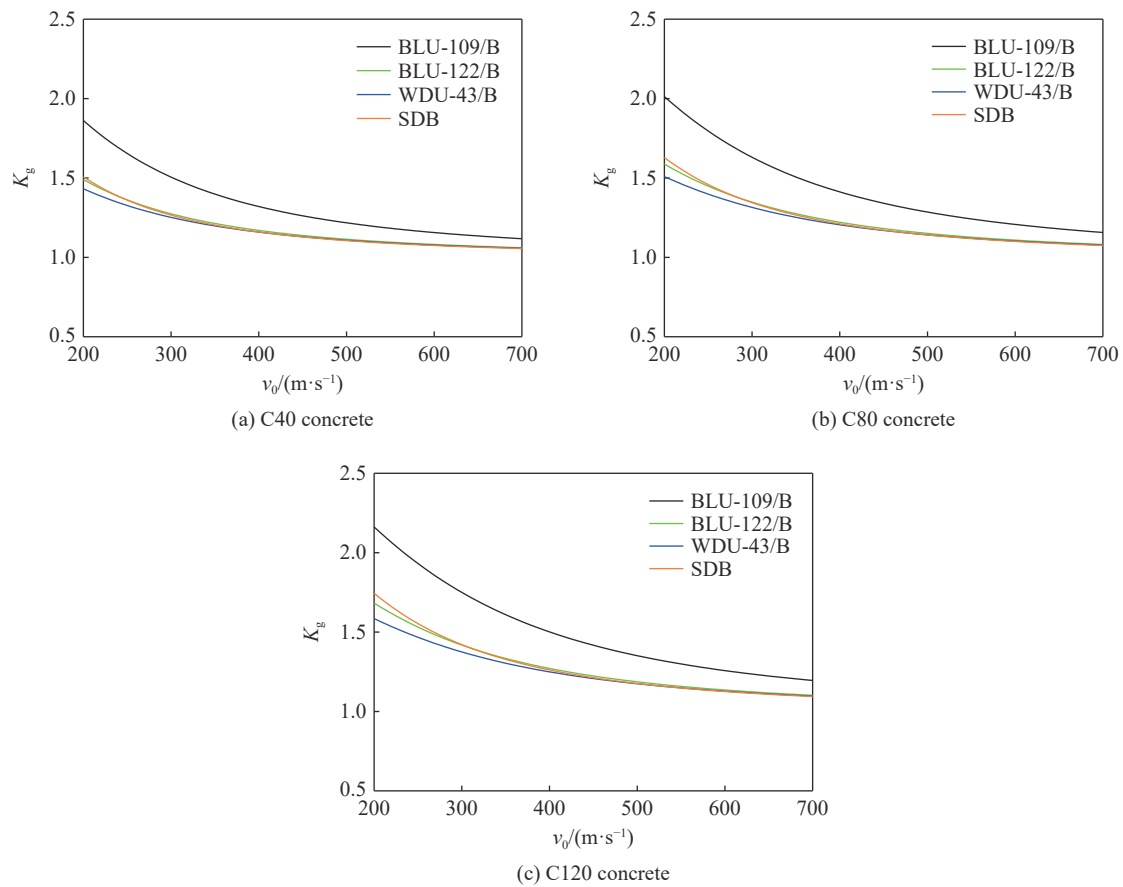 2.5
2.0
1.5
1.0
0.5
K_g
200 300 400 500 600 700
v_0/(m·s⁻¹)
BLU-109/B
BLU-122/B
WDU-43/B
SDB
(a) C40 concrete
2.5
2.0
1.5
1.0
0.5
K_g
200 300 400 500 600 700
v_0/(m·s⁻¹)
BLU-109/B
BLU-122/B
WDU-43/B
SDB
(b) C80 concrete
2.5
2.0
1.5
1.0
0.5
K_g
200 300 400 500 600 700
v_0/(m·s⁻¹)
BLU-109/B
BLU-122/B
WDU-43/B
SDB
(c) C120 concrete